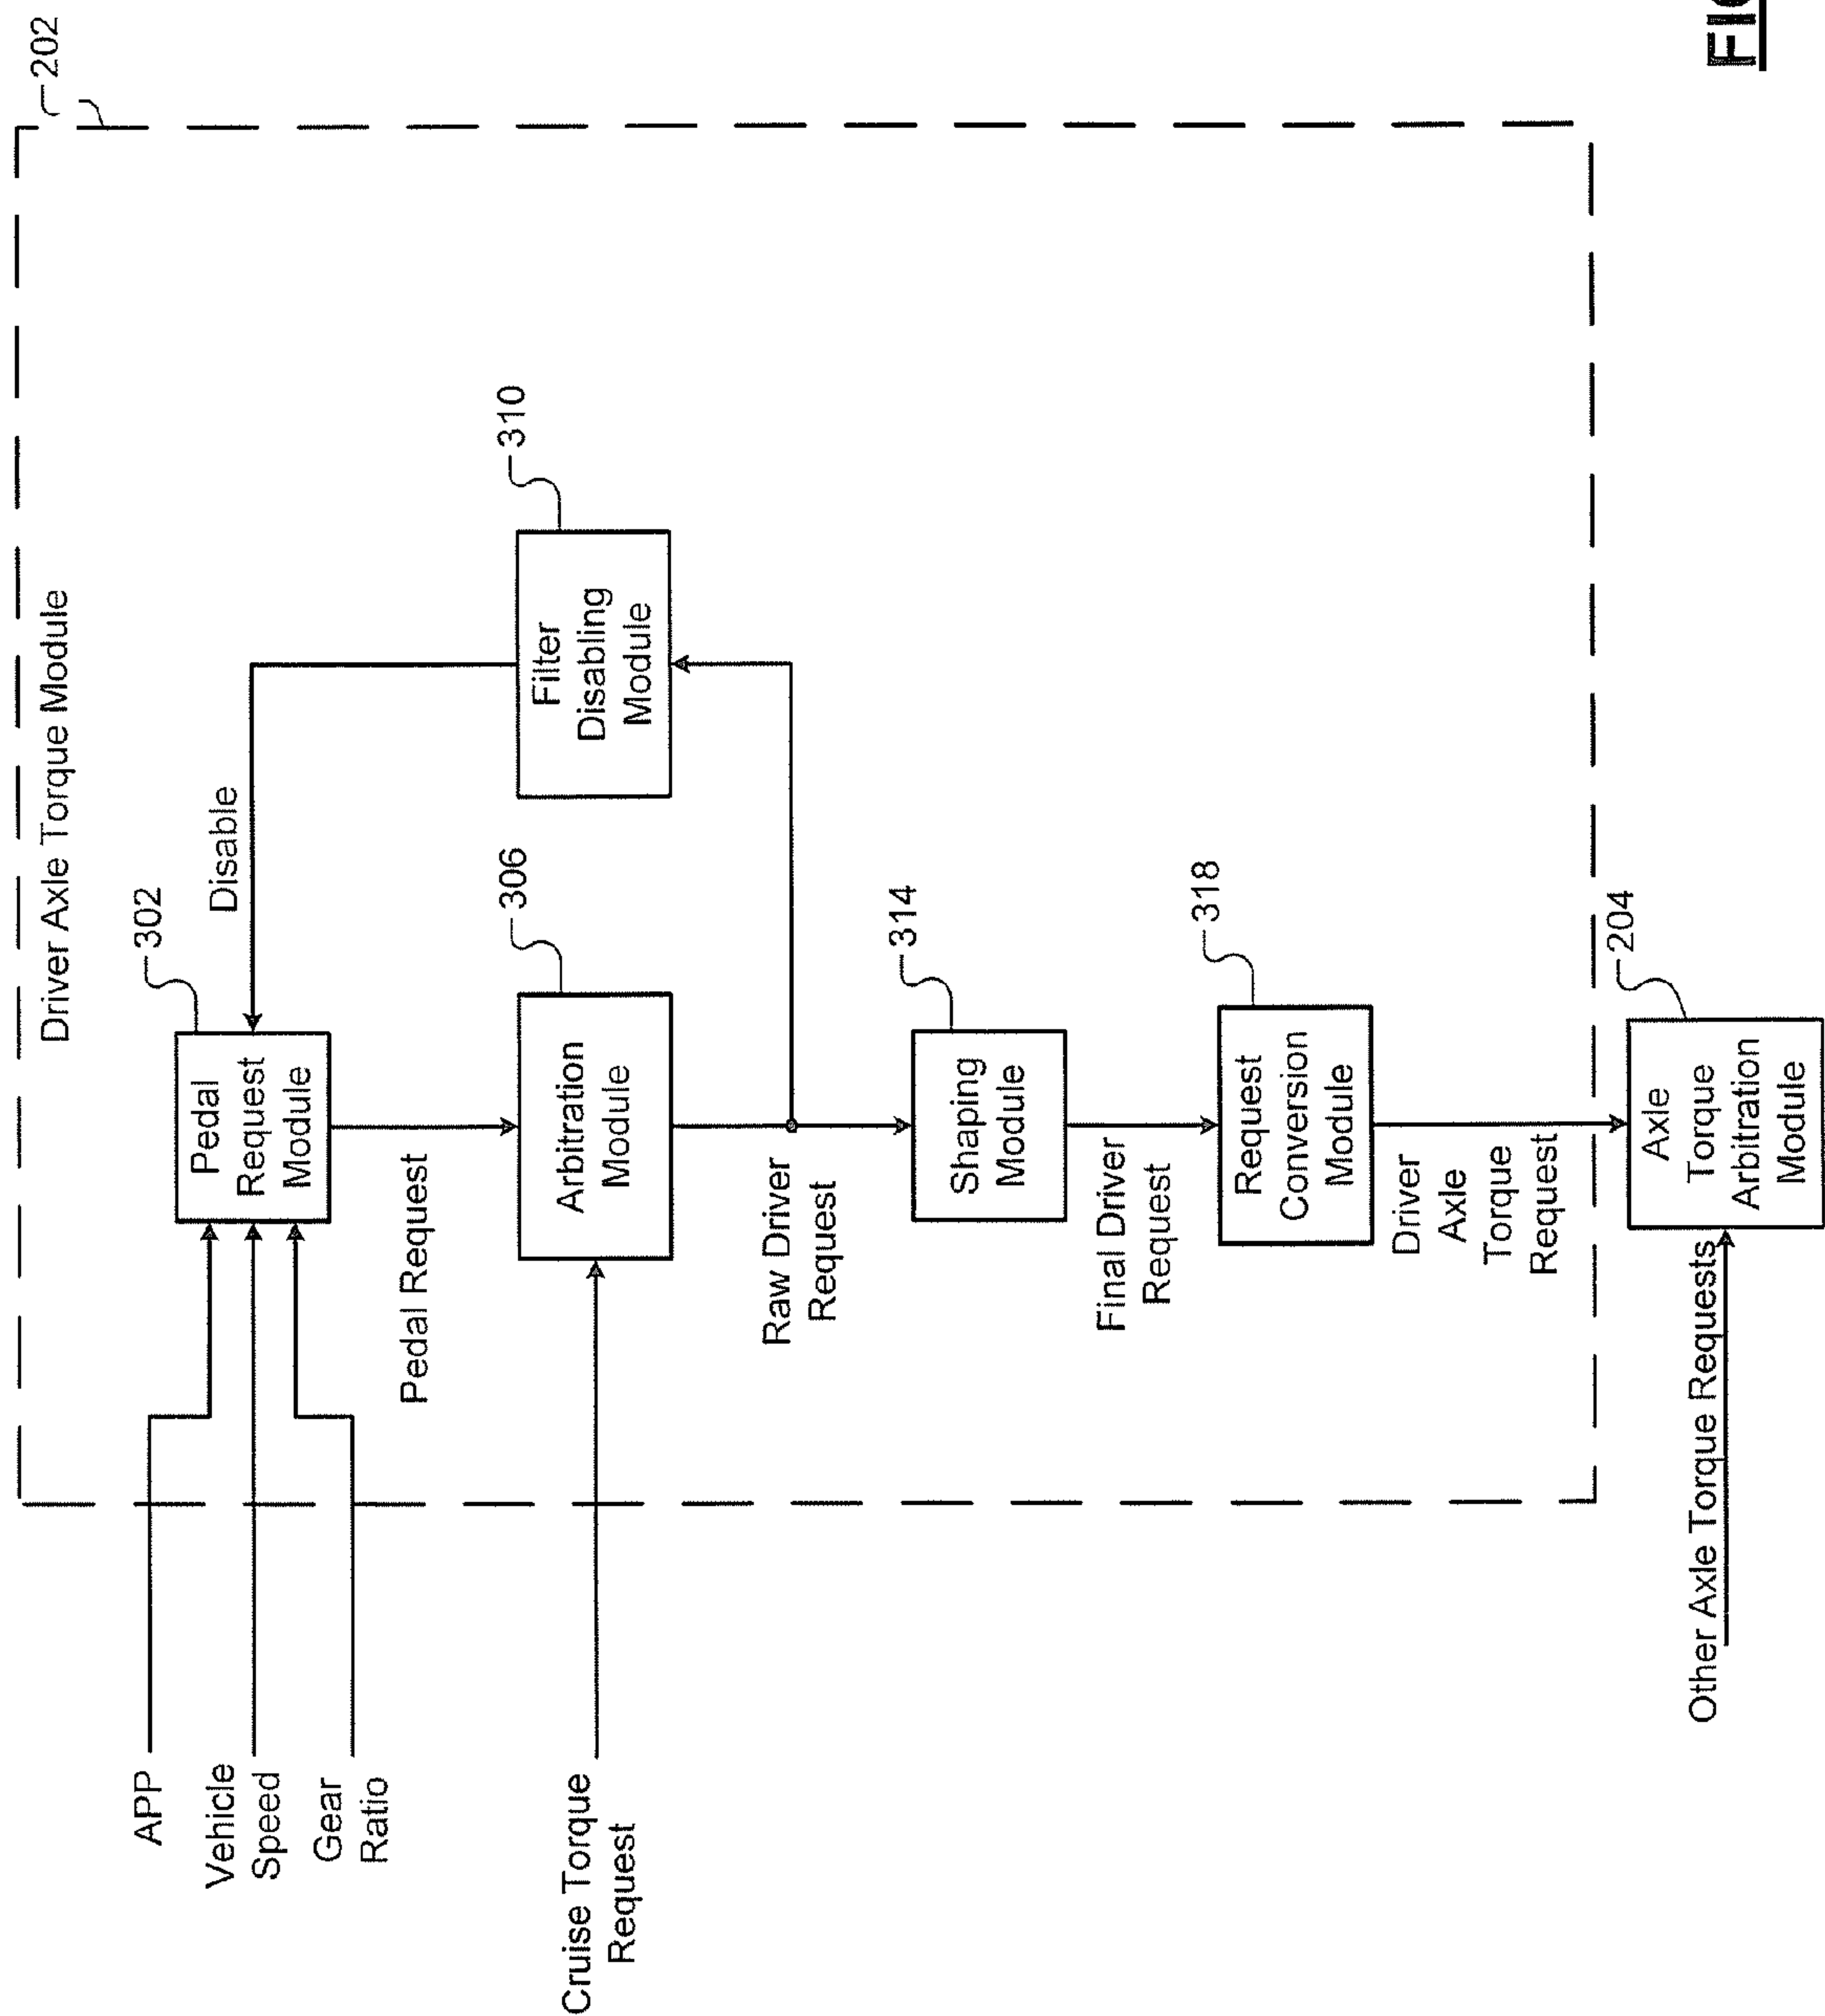 202
Driver Axle Torque Module
APP
Vehicle
Speed
Gear
Ratio
302
Pedal
Request
Module
Disable
Pedal Request
Cruise Torque
Request
306
Arbitration
Module
310
Filter
Disabling
Module
Raw Driver
Request
314
Shaping
Module
Final Driver
Request
318
Request
Conversion
Module
Driver
Axle
Torque
Request
204
Axle
Torque
Arbitration
Module
Other Axle Torque Requests